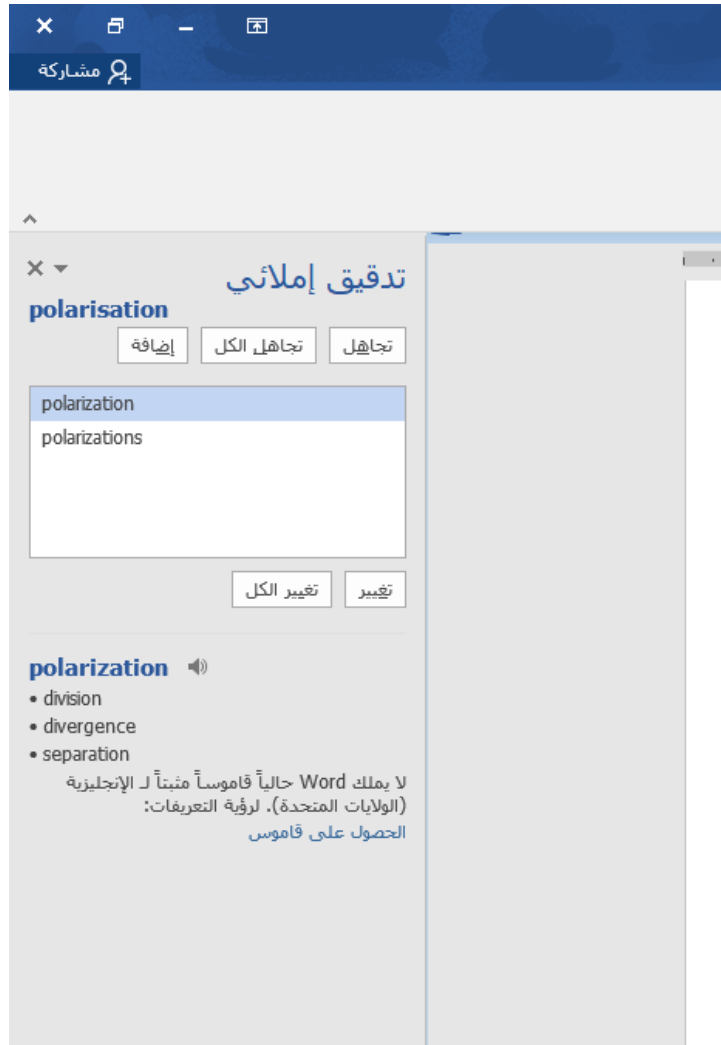 مشاركة
تدقيق إملائي
polarisation
تجاهل تجاهل الكل إضافة
polarization
polarizations
تغيير تغيير الكل
polarization
• division
• divergence
• separation
لا يملك Word حالياً قاموساً مثبتاً لـ الإنجليزية
(الولايات المتحدة). لرؤية التعريفات:
الحصول على قاموس